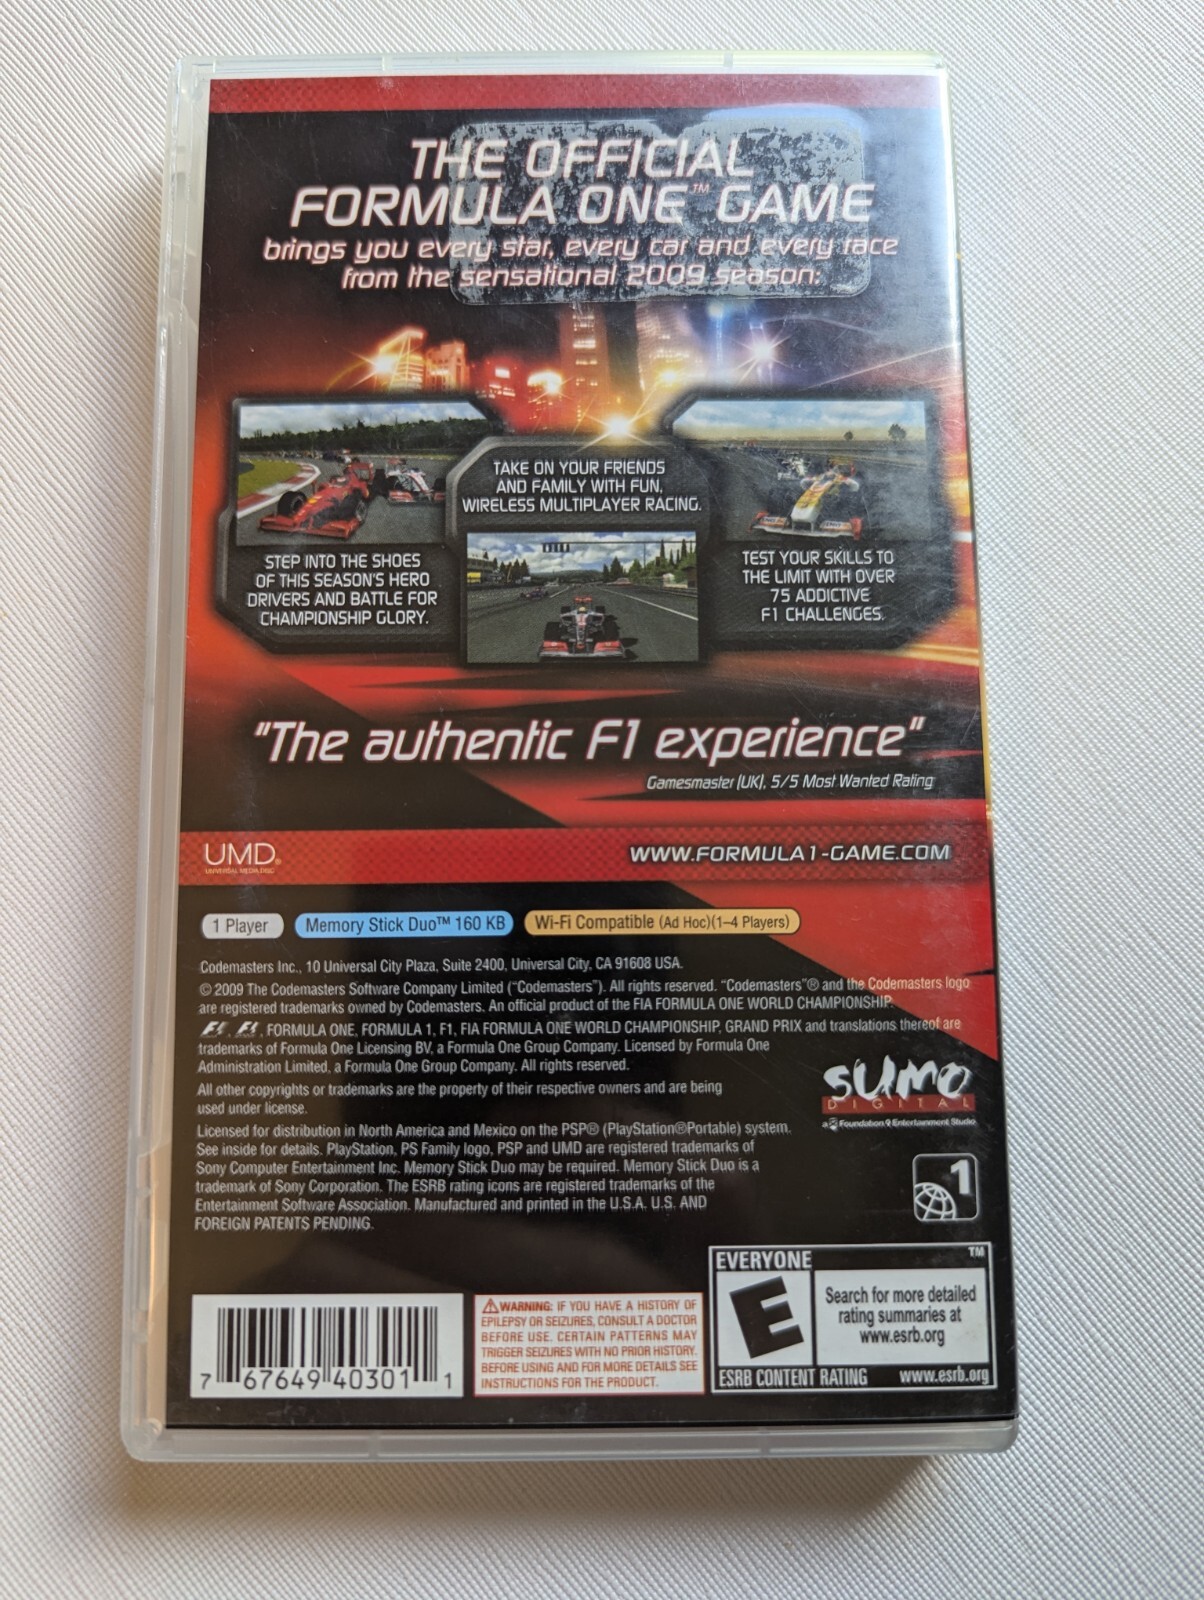 THE OFFICIAL
FORMULA ONE™ GAME
brings you every star, every car and every race
from the sensational 2009 season:
TAKE ON YOUR FRIENDS
AND FAMILY WITH FUN,
WIRELESS MULTIPLAYER RACING.
STEP INTO THE SHOES
OF THIS SEASON'S HERO
DRIVERS AND BATTLE FOR
CHAMPIONSHIP GLORY.
TEST YOUR SKILLS TO
THE LIMIT WITH OVER
75 ADDICTIVE
F1 CHALLENGES.
"The authentic F1 experience"
Gamesmaster (UK), 5/5 Most Wanted Rating
UMD®
UNIVERSAL MEDIA DISC
WWW.FORMULA1-GAME.COM
1 Player
Memory Stick Duo™ 160 KB
Wi-Fi Compatible (Ad Hoc)(1–4 Players)
Codemasters Inc., 10 Universal City Plaza, Suite 2400, Universal City, CA 91608 USA.
© 2009 The Codemasters Software Company Limited ("Codemasters"). All rights reserved. "Codemasters"® and the Codemasters logo
are registered trademarks owned by Codemasters. An official product of the FIA FORMULA ONE WORLD CHAMPIONSHIP.
F1, F1, FORMULA ONE, FORMULA 1, F1, FIA FORMULA ONE WORLD CHAMPIONSHIP, GRAND PRIX and translations thereof are
trademarks of Formula One Licensing BV, a Formula One Group Company. Licensed by Formula One
Administration Limited, a Formula One Group Company. All rights reserved.
All other copyrights or trademarks are the property of their respective owners and are being
used under license.
Licensed for distribution in North America and Mexico on the PSP® (PlayStation®Portable) system.
See inside for details. PlayStation, PS Family logo, PSP and UMD are registered trademarks of
Sony Computer Entertainment Inc. Memory Stick Duo may be required. Memory Stick Duo is a
trademark of Sony Corporation. The ESRB rating icons are registered trademarks of the
Entertainment Software Association. Manufactured and printed in the U.S.A. U.S. AND
FOREIGN PATENTS PENDING.
SUMO
DIGITAL
a Foundation 9 Entertainment Studio
1
EVERYONE ™
E
Search for more detailed
rating summaries at
www.esrb.org
ESRB CONTENT RATING www.esrb.org
WARNING: IF YOU HAVE A HISTORY OF
EPILEPSY OR SEIZURES, CONSULT A DOCTOR
BEFORE USE. CERTAIN PATTERNS MAY
TRIGGER SEIZURES WITH NO PRIOR HISTORY.
BEFORE USING AND FOR MORE DETAILS SEE
INSTRUCTIONS FOR THE PRODUCT.
7 67649 40301 1